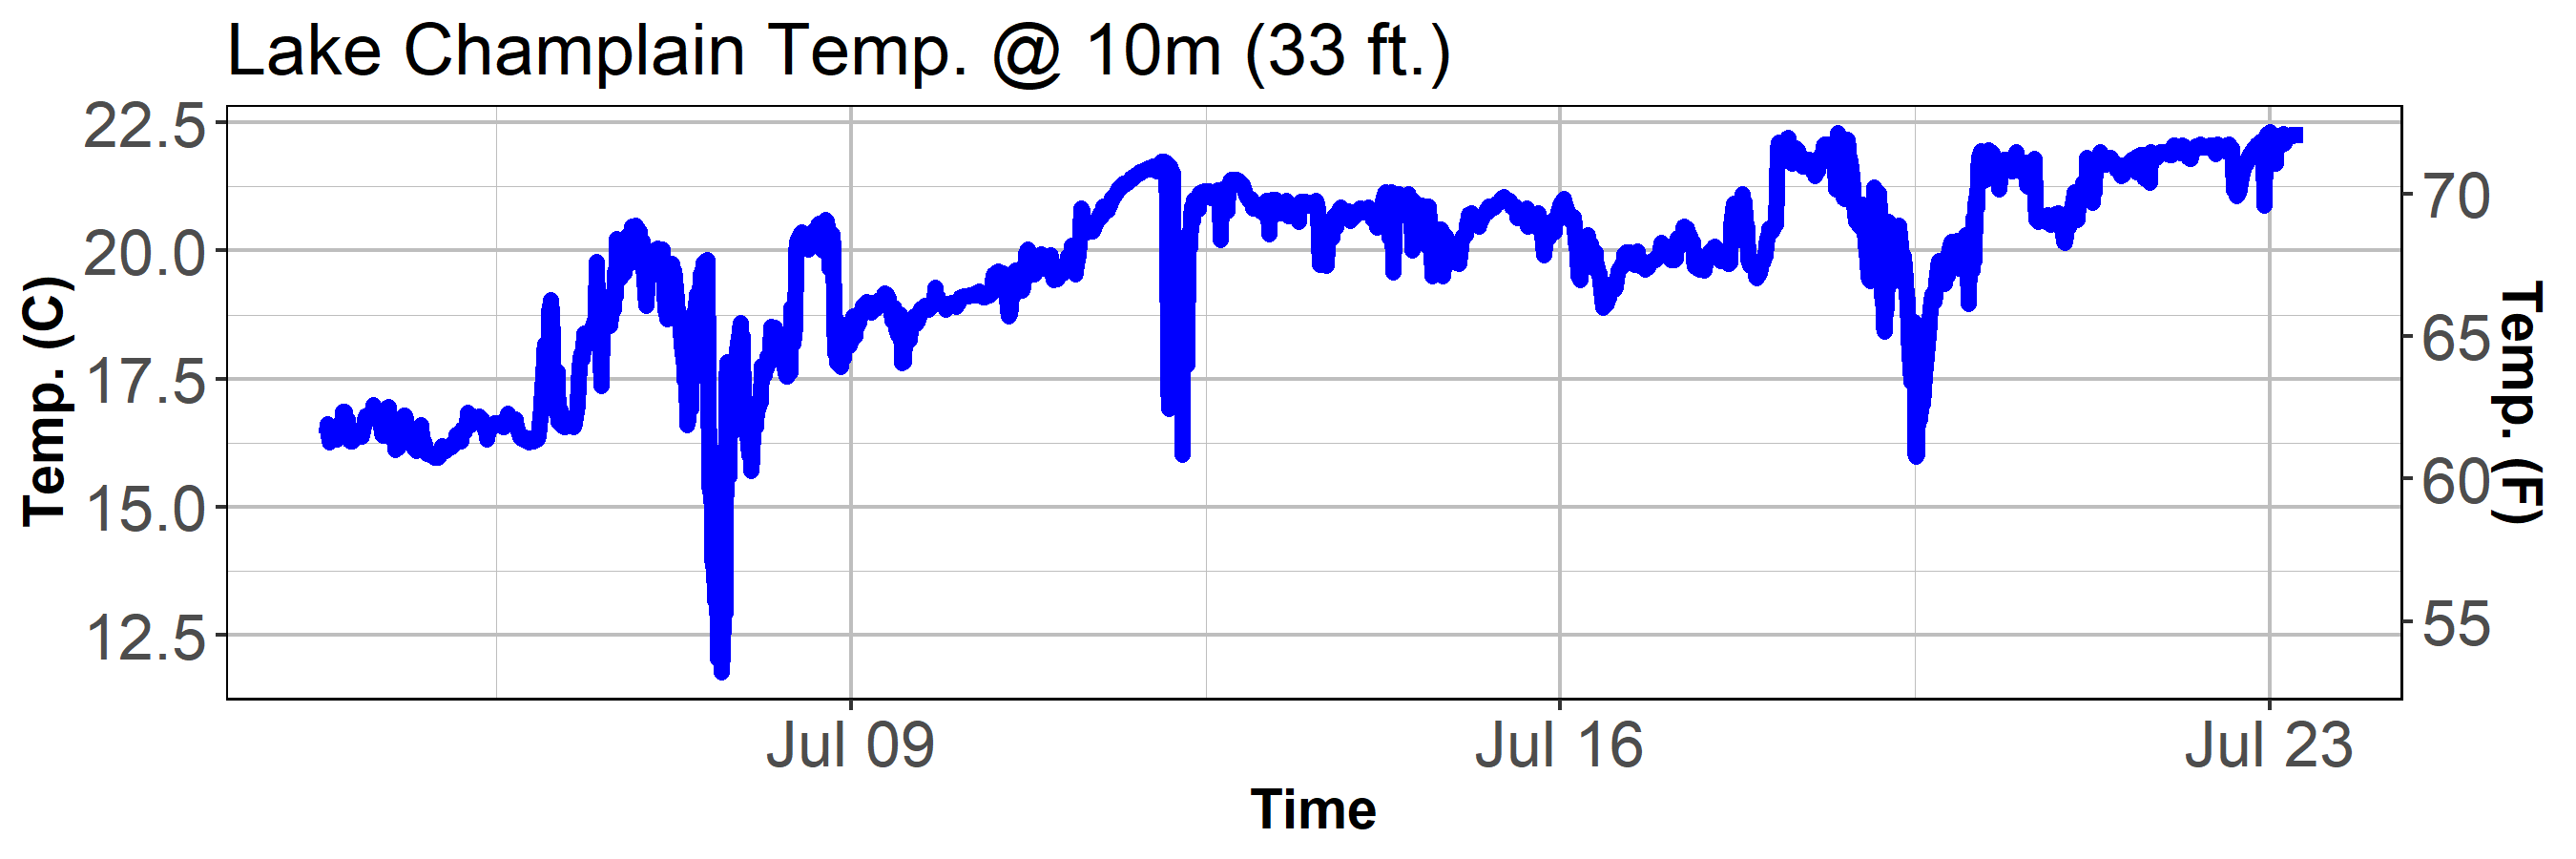 Lake Champlain Temp. @ 10m (33 ft.)
22.5
20.0
17.5
15.0
12.5
Temp. (C)
70
65
60
55
Temp. (F)
Jul 09
Jul 16
Jul 23
Time